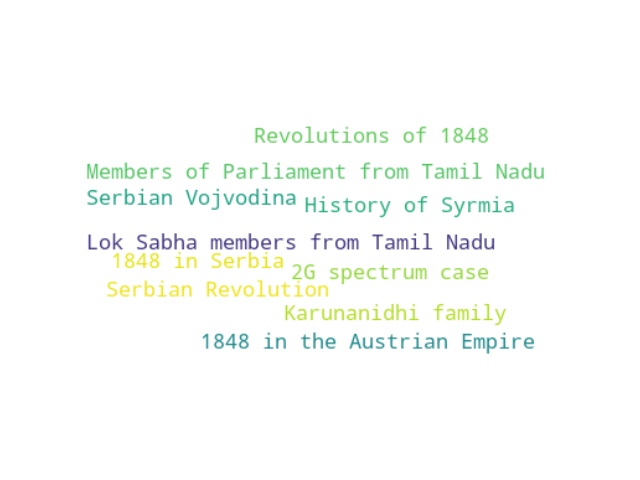 Revolutions of 1848
Members of Parliament from Tamil Nadu
Serbian Vojvodina
History of Syrmia
Lok Sabha members from Tamil Nadu
1848 in Serbia
2G spectrum case
Serbian Revolution
Karunanidhi family
1848 in the Austrian Empire